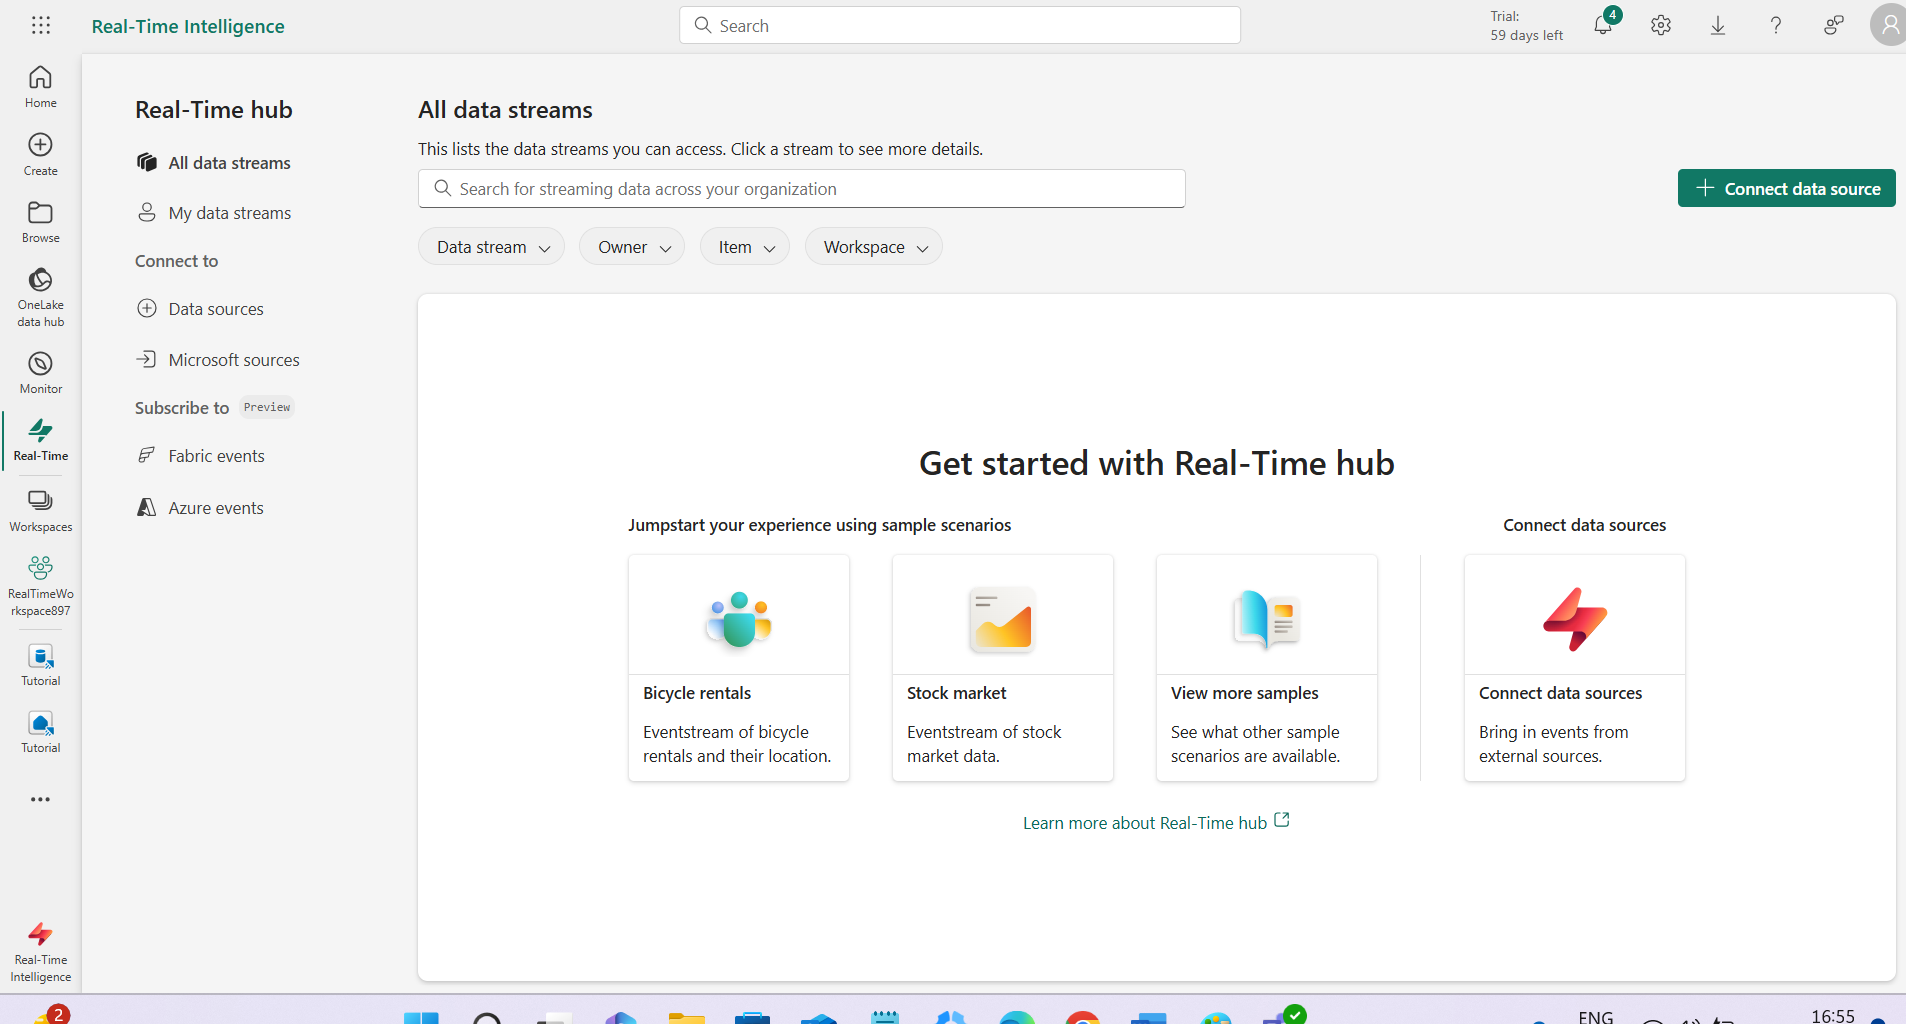 Real-Time Intelligence
Search
Trial:
59 days left
4
Home
Create
Browse
OneLake
data hub
Monitor
Real-Time
Workspaces
RealTimeWo
rkspace897
Tutorial
Tutorial
Real-Time
Intelligence
Real-Time hub
All data streams
My data streams
Connect to
Data sources
Microsoft sources
Subscribe to Preview
Fabric events
Azure events
All data streams
This lists the data streams you can access. Click a stream to see more details.
Search for streaming data across your organization
Connect data source
Data stream
Owner
Item
Workspace
Get started with Real-Time hub
Jumpstart your experience using sample scenarios
Connect data sources
Bicycle rentals
Eventstream of bicycle
rentals and their location.
Stock market
Eventstream of stock
market data.
View more samples
See what other sample
scenarios are available.
Connect data sources
Bring in events from
external sources.
Learn more about Real-Time hub
2
ENG
16:55